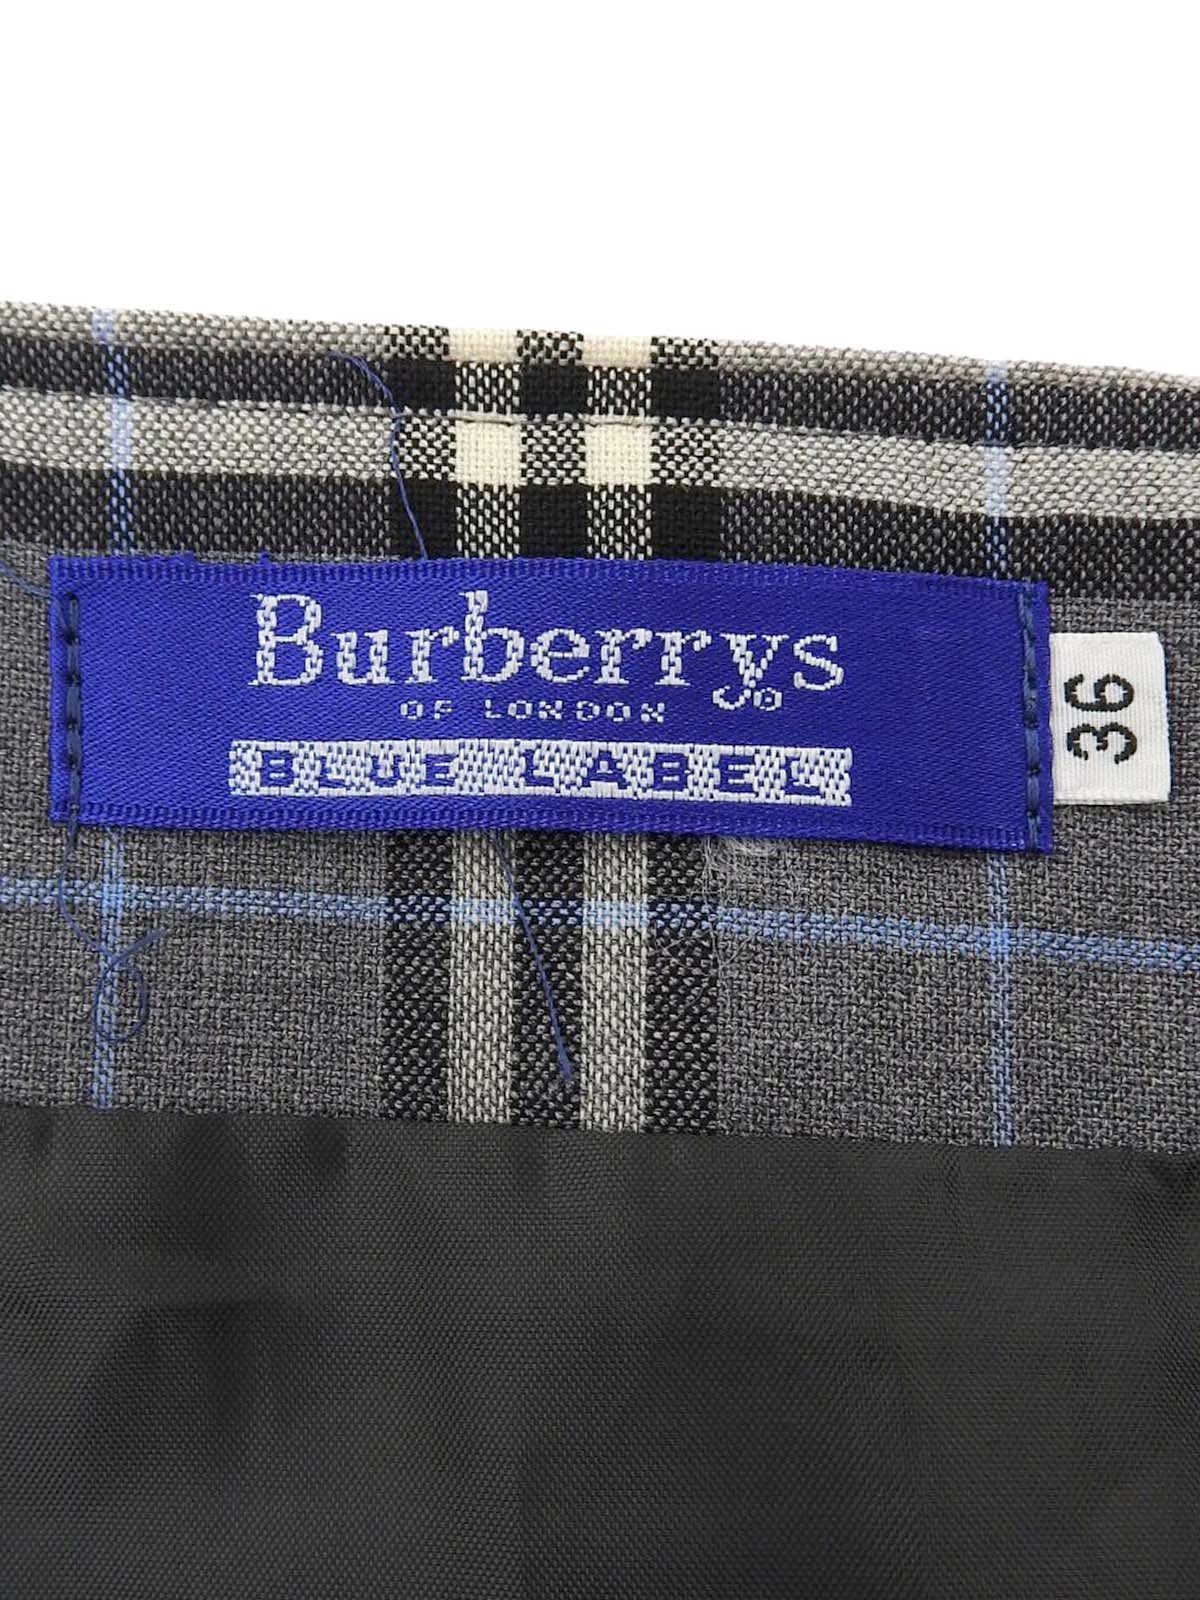 Burberrys®
OF LONDON
BLUE LABEL
36